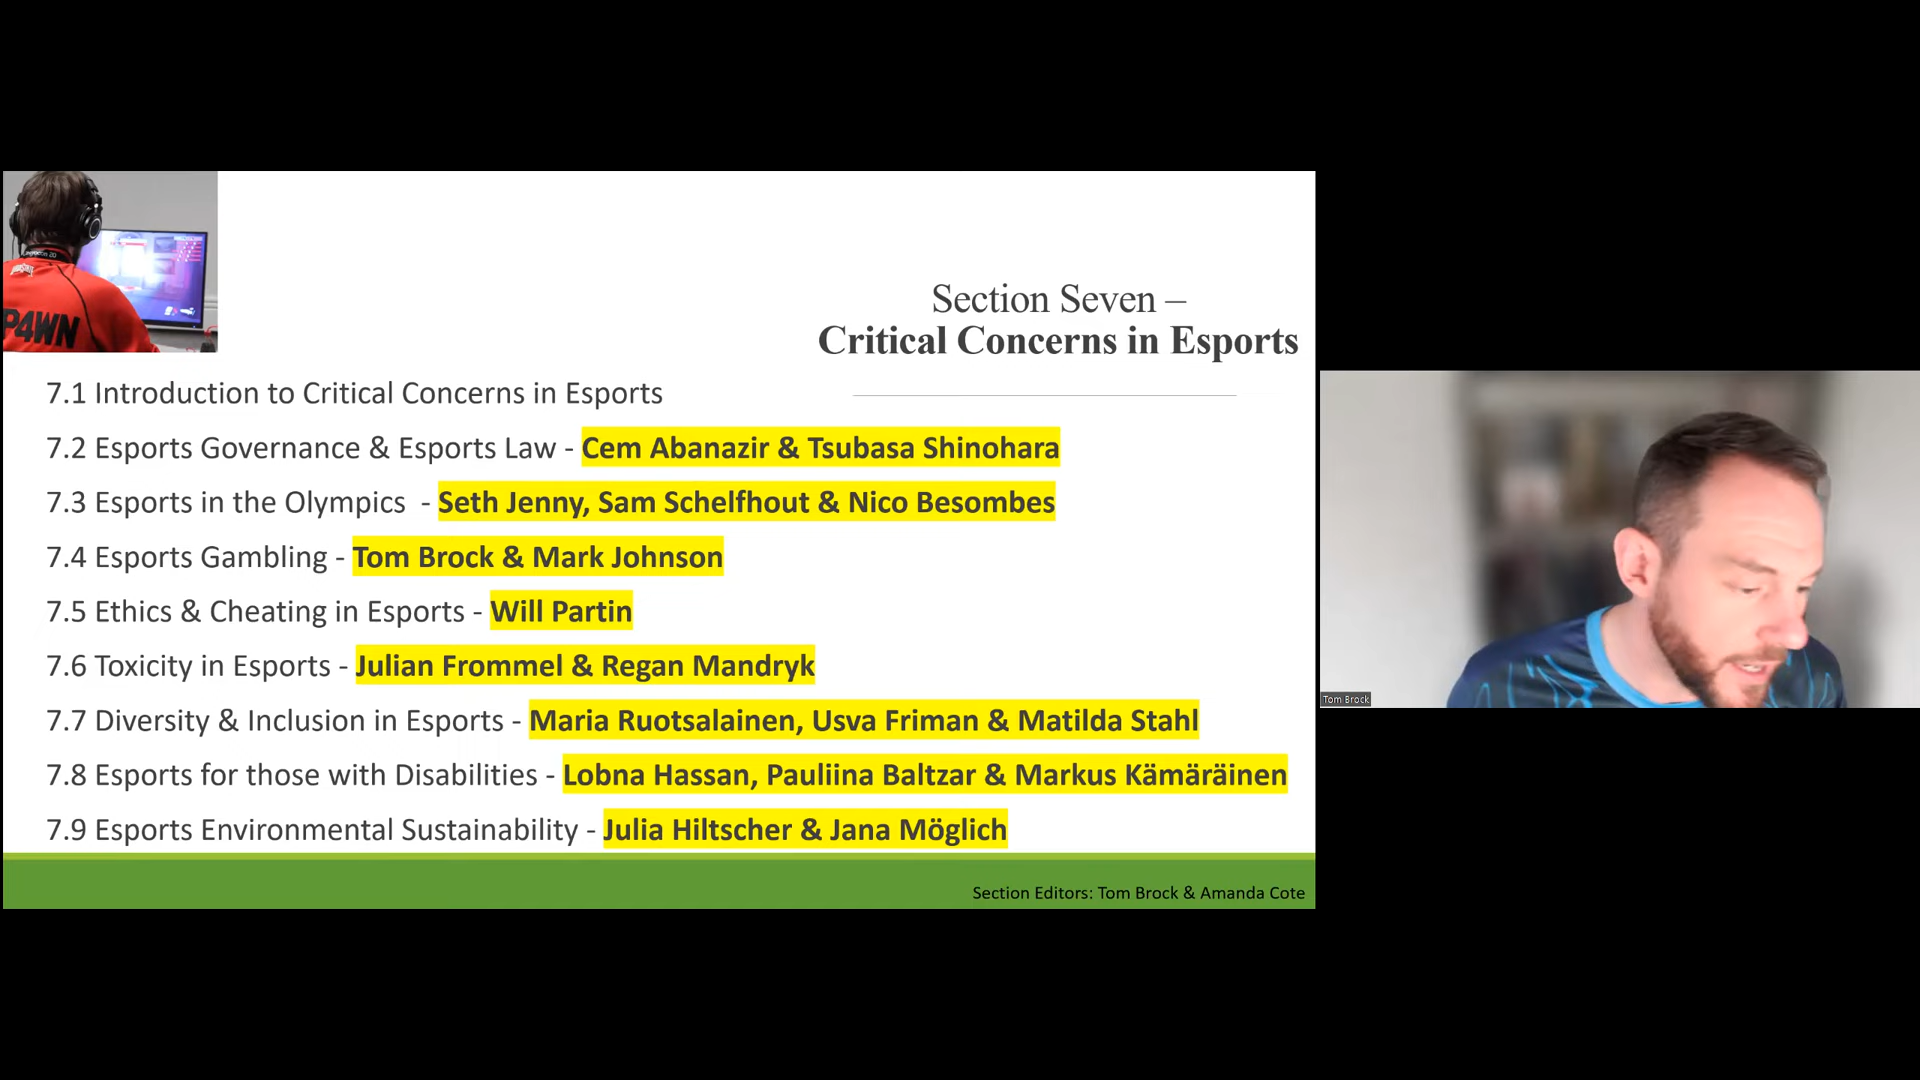 P4WN
Section Seven –
Critical Concerns in Esports
7.1 Introduction to Critical Concerns in Esports
7.2 Esports Governance & Esports Law - Cem Abanazir & Tsubasa Shinohara
7.3 Esports in the Olympics - Seth Jenny, Sam Schelfhout & Nico Besombes
7.4 Esports Gambling - Tom Brock & Mark Johnson
7.5 Ethics & Cheating in Esports - Will Partin
7.6 Toxicity in Esports - Julian Frommel & Regan Mandryk
7.7 Diversity & Inclusion in Esports - Maria Ruotsalainen, Usva Friman & Matilda Stahl
7.8 Esports for those with Disabilities - Lobna Hassan, Pauliina Baltzar & Markus Kämäräinen
7.9 Esports Environmental Sustainability - Julia Hiltscher & Jana Möglich
Section Editors: Tom Brock & Amanda Cote
Tom Brock